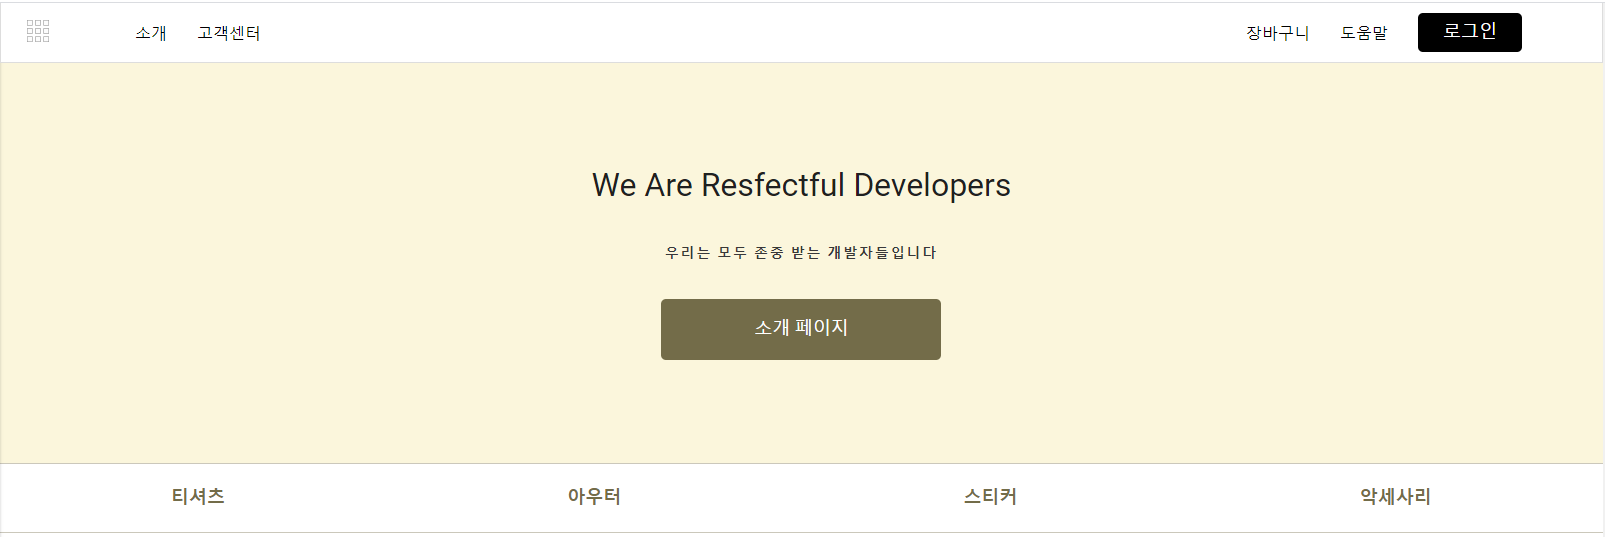 소개 고객센터 장바구니 도움말 로그인
We Are Resfectful Developers
우리는 모두 존중 받는 개발자들입니다
소개 페이지
티셔츠 아우터 스티커 악세사리